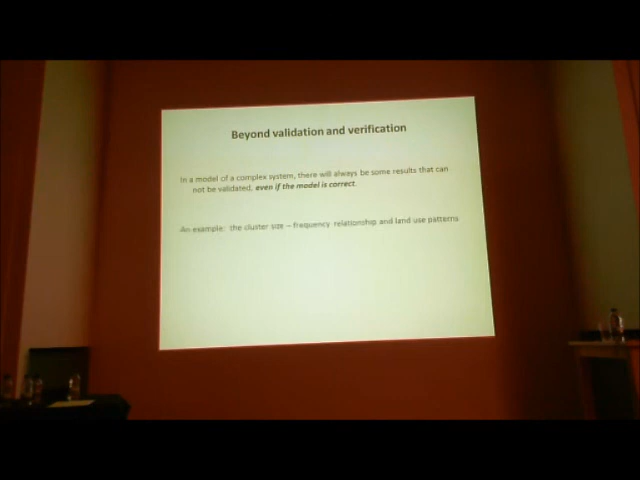 Beyond validation and verification
In a model of a complex system, there will always be some results that can
not be validated, even if the model is correct.
An example: the cluster size – frequency relationship and land use patterns